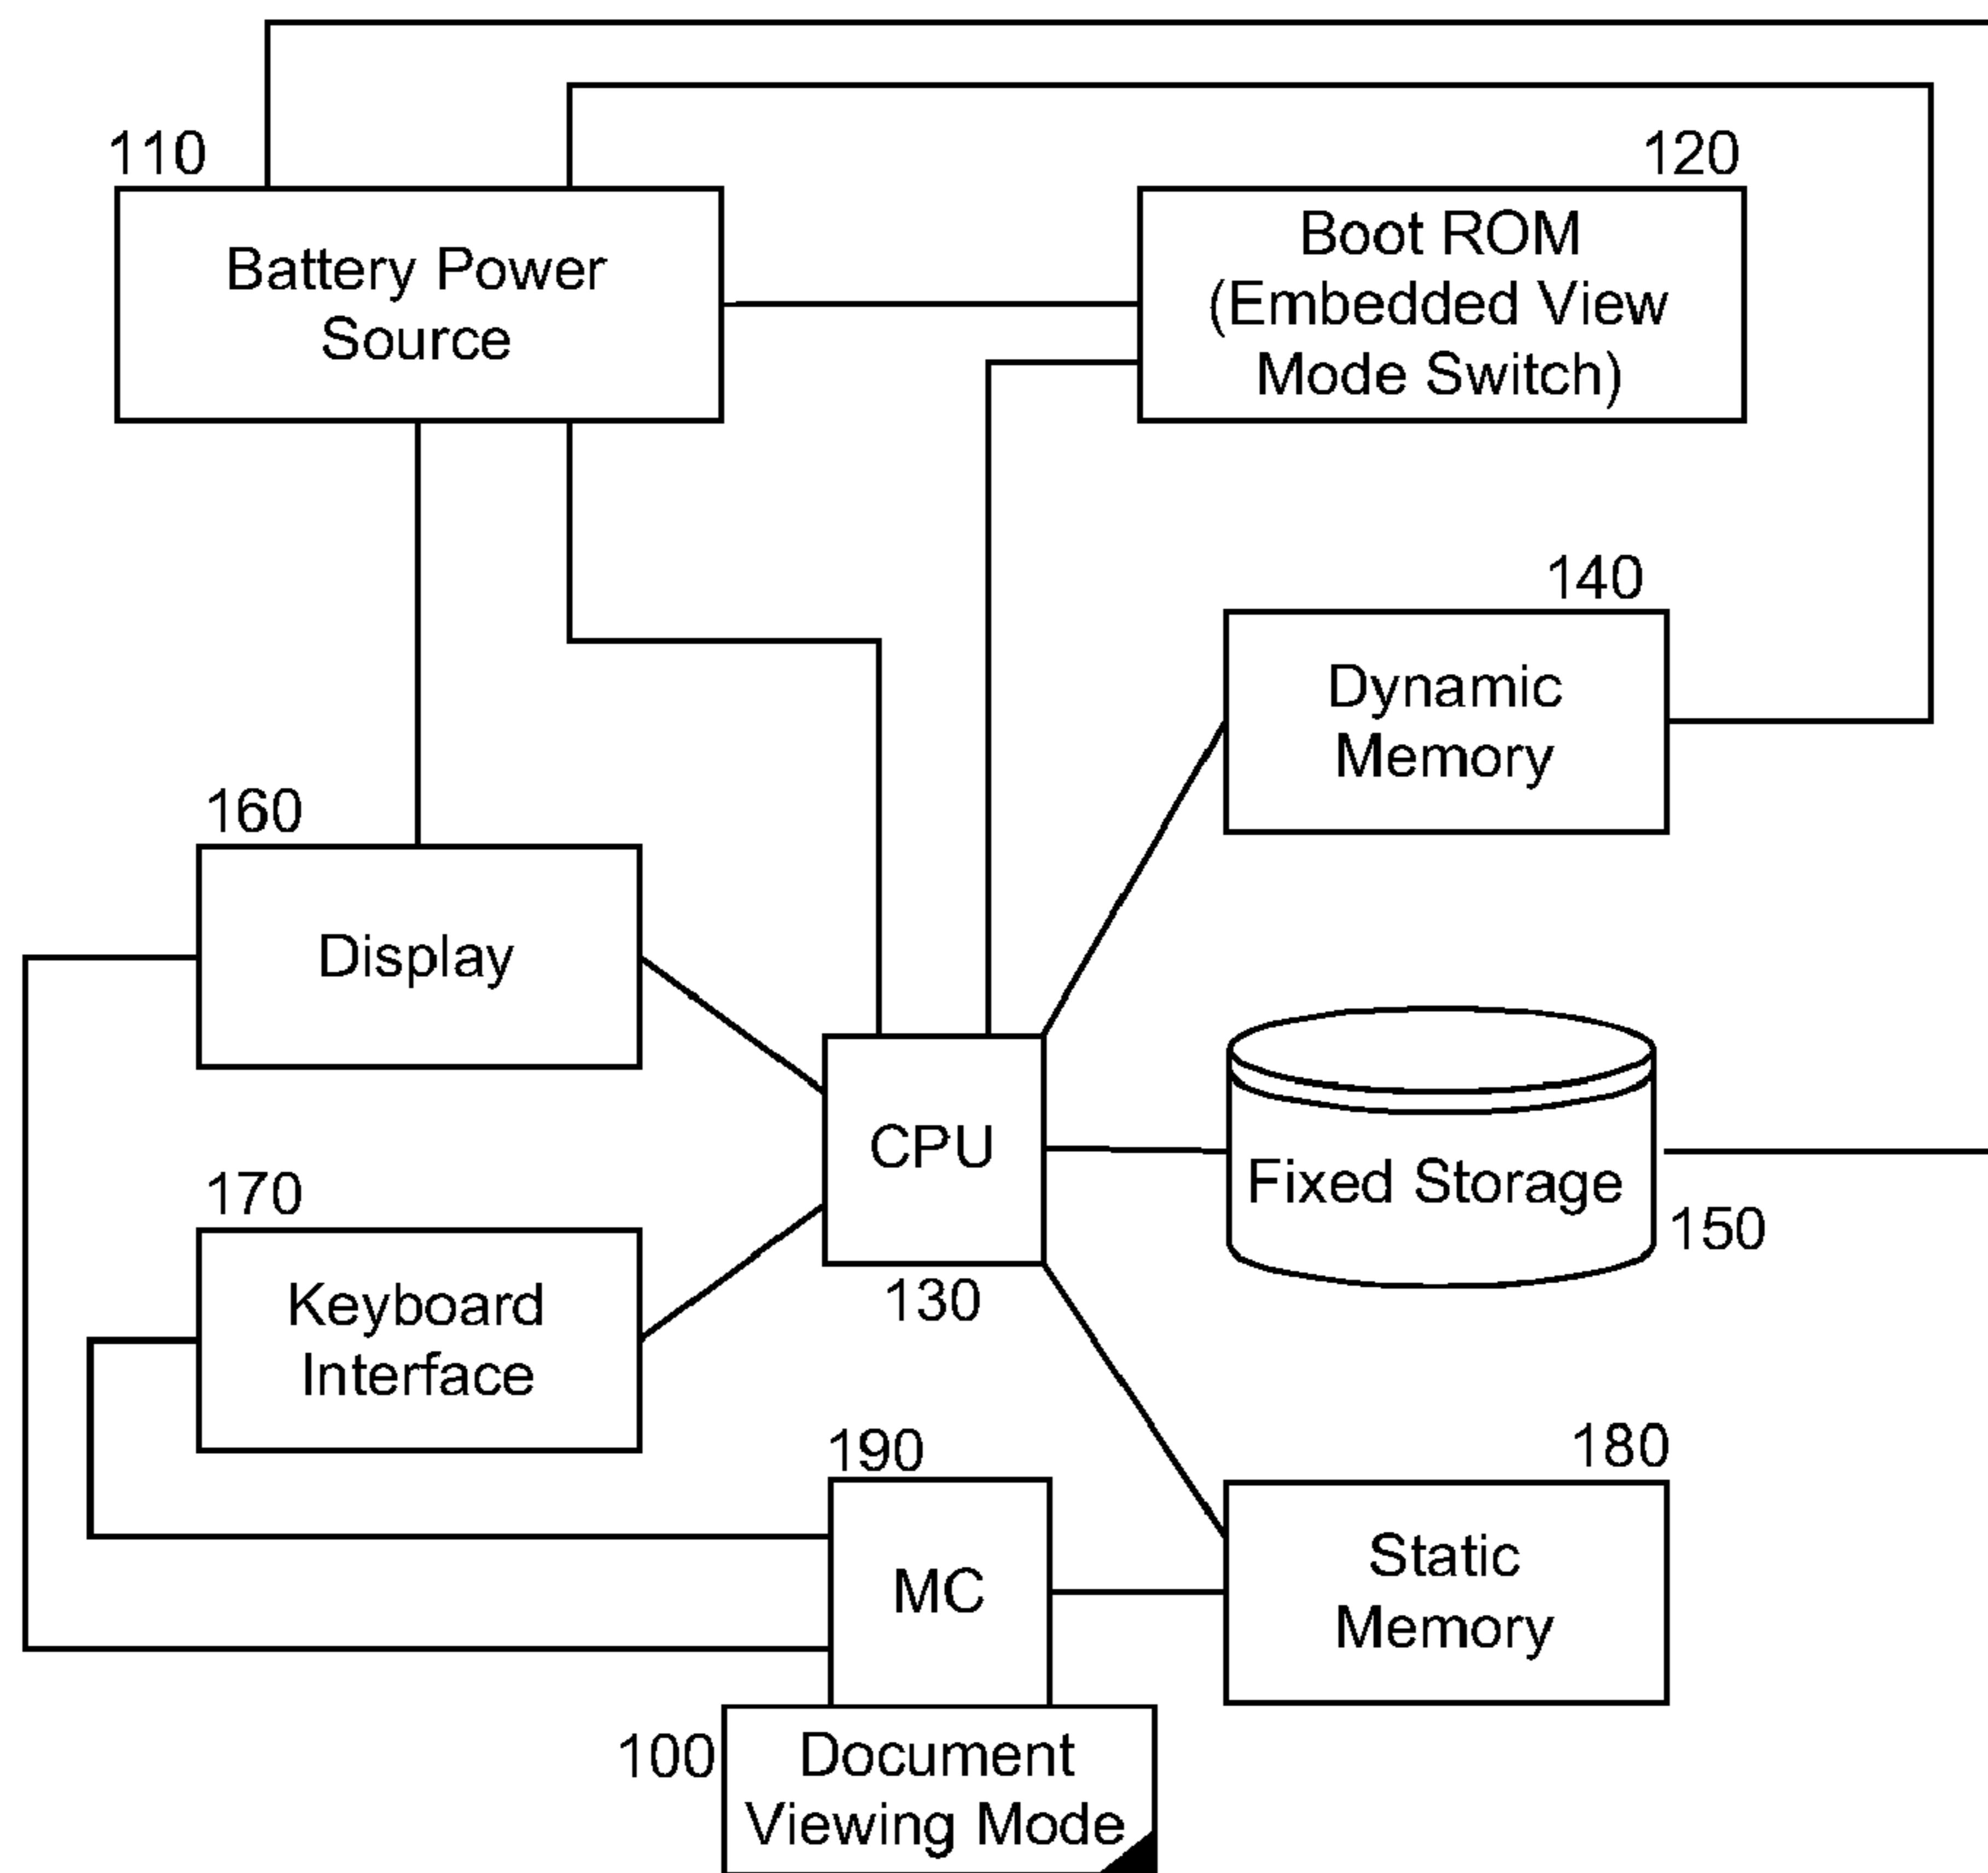 110
120
Battery Power
Source
Boot ROM
(Embedded View
Mode Switch)
140
Dynamic
Memory
160
Display
CPU
130
Fixed Storage
150
170
Keyboard
Interface
190
MC
180
Static
Memory
100
Document
Viewing Mode